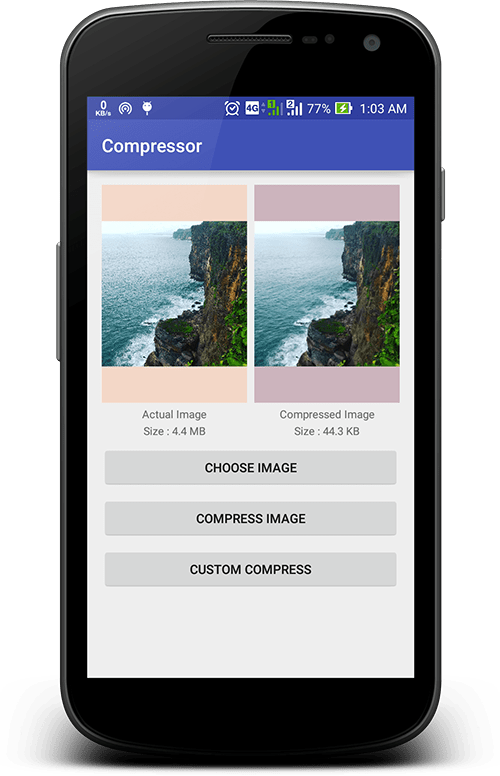 0
KB/s
4G
1
2
77%
1:03 AM
Compressor
Actual Image
Size : 4.4 MB
Compressed Image
Size : 44.3 KB
CHOOSE IMAGE
COMPRESS IMAGE
CUSTOM COMPRESS